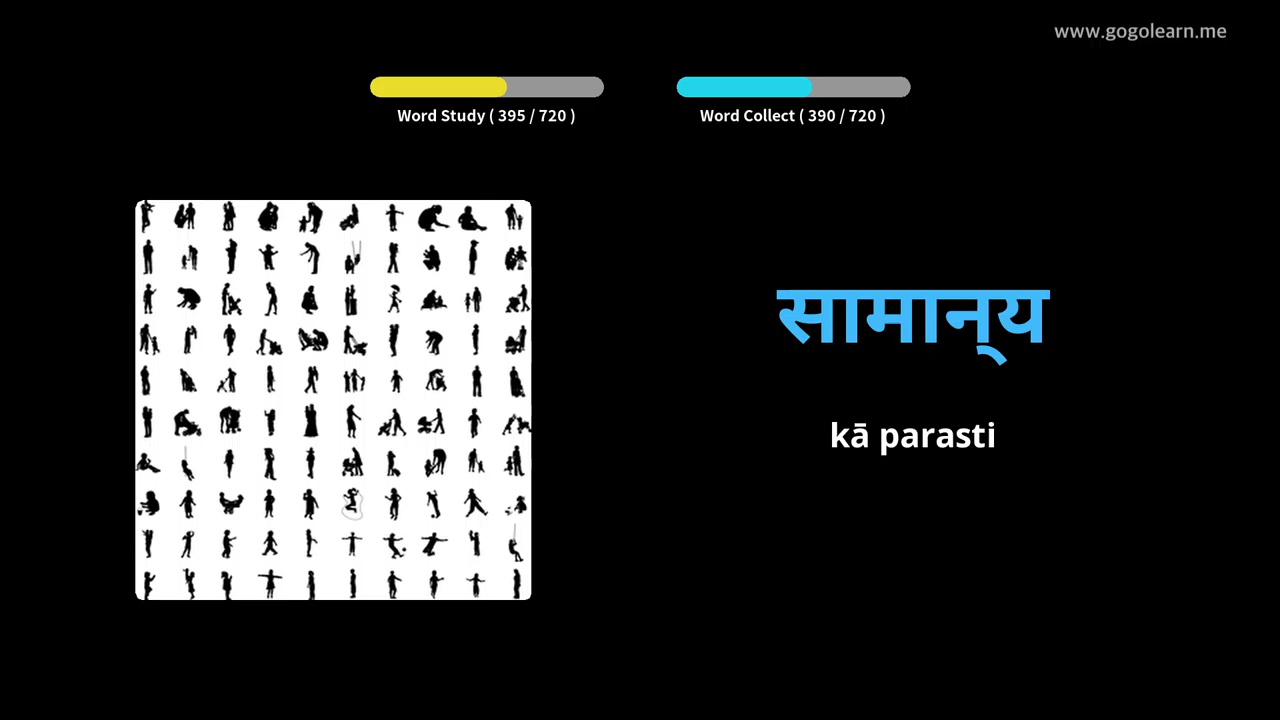 www.gogolearn.me
Word Study ( 395 / 720 )
Word Collect ( 390 / 720 )
सामान्‌य
kā parasti